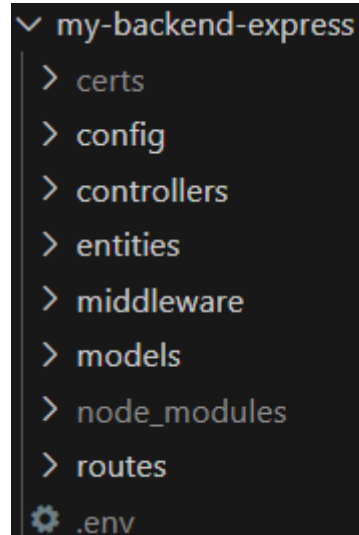 my-backend-express
certs
config
controllers
entities
middleware
models
node_modules
routes
.env